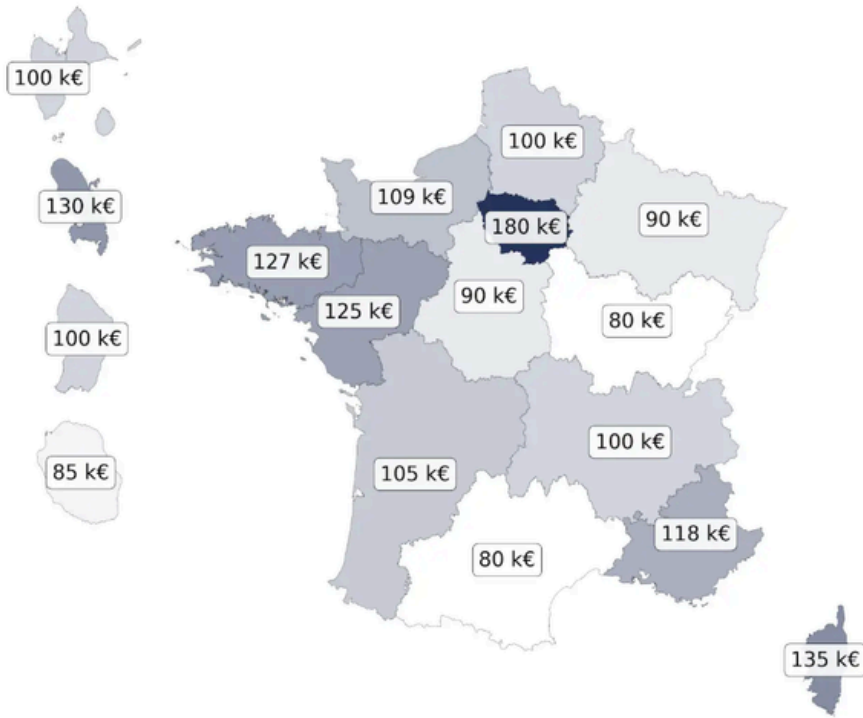 100 k€
130 k€
100 k€
85 k€
100 k€
109 k€
180 k€
90 k€
127 k€
125 k€
90 k€
80 k€
100 k€
105 k€
118 k€
80 k€
135 k€